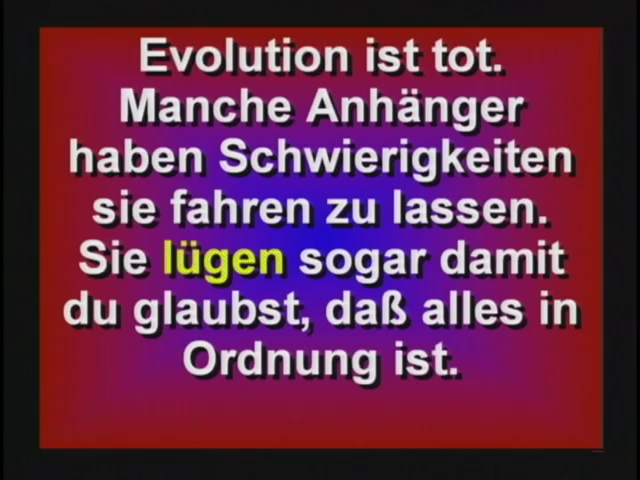 Evolution ist tot.
Manche Anhänger
haben Schwierigkeiten
sie fahren zu lassen.
Sie lügen sogar damit
du glaubst, daß alles in
Ordnung ist.